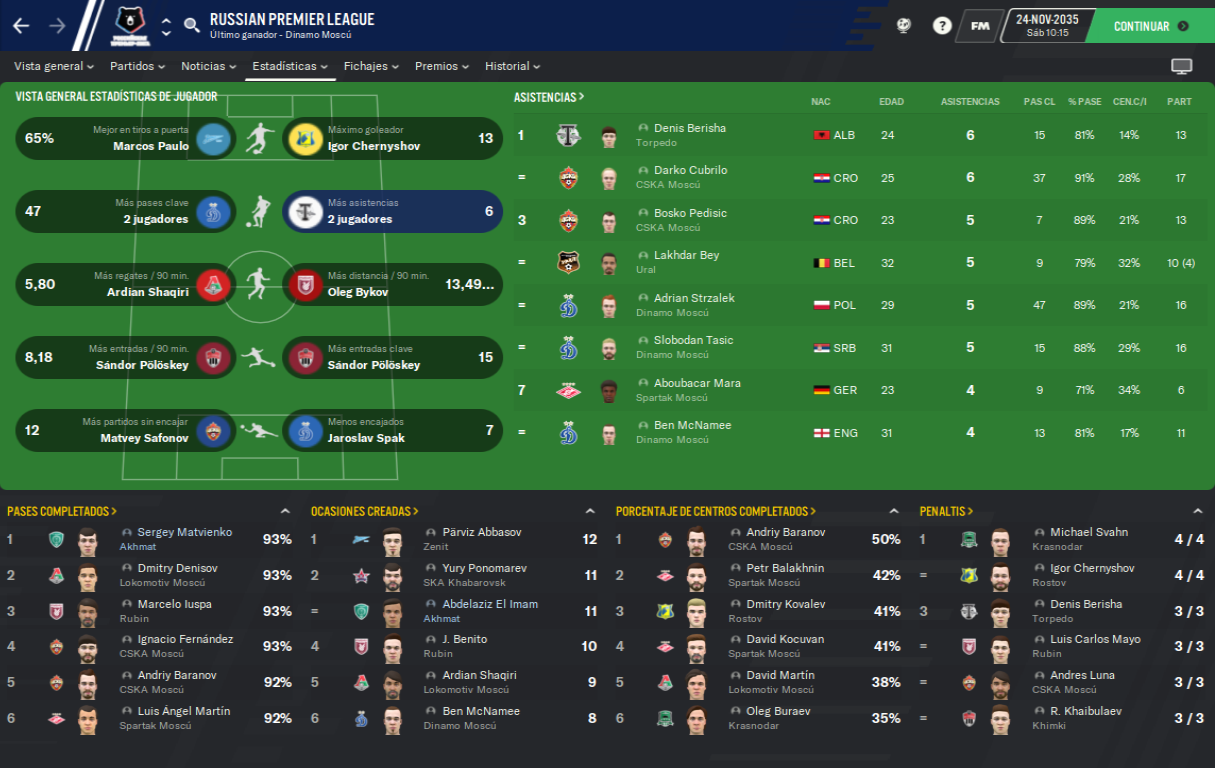 RUSSIAN PREMIER LEAGUE
Último ganador - Dinamo Moscú
FM
24-NOV-2035
Sáb 10:15
CONTINUAR
Vista general Partidos Noticias Estadísticas Fichajes Premios Historial
VISTA GENERAL ESTADÍSTICAS DE JUGADOR
65% Mejor en tiros a puerta
Marcos Paulo
Máximo goleador
Igor Chernyshov 13
47 Más pases clave
2 jugadores
Más asistencias
2 jugadores 6
5,80 Más regates / 90 min.
Ardian Shaqiri
Más distancia / 90 min.
Oleg Bykov 13,49...
8,18 Más entradas / 90 min.
Sándor Pölöskey
Más entradas clave
Sándor Pölöskey 15
12 Más partidos sin encajar
Matvey Safonov
Menos encajados
Jaroslav Spak 7
ASISTENCIAS > NAC EDAD ASISTENCIAS PAS CL % PASE CEN.C/I PART
1 Denis Berisha ALB 24 6 15 81% 14% 13
Torpedo
= Darko Cubrilo CRO 25 6 37 91% 28% 17
CSKA Moscú
3 Bosko Pedisic CRO 23 5 7 89% 21% 13
CSKA Moscú
= Lakhdar Bey BEL 32 5 9 79% 32% 10 (4)
Ural
= Adrian Strzalek POL 29 5 47 89% 21% 16
Dinamo Moscú
= Slobodan Tasic SRB 31 5 15 88% 29% 16
Dinamo Moscú
7 Aboubacar Mara GER 23 4 9 71% 34% 6
Spartak Moscú
= Ben McNamee ENG 31 4 13 81% 17% 11
Dinamo Moscú
PASES COMPLETADOS >
1 Sergey Matvienko 93%
Akhmat
2 Dmitry Denisov 93%
Lokomotiv Moscú
3 Marcelo Iuspa 93%
Rubin
4 Ignacio Fernández 93%
CSKA Moscú
5 Andriy Baranov 92%
CSKA Moscú
6 Luis Ángel Martín 92%
Spartak Moscú
OCASIONES CREADAS >
1 Pärviz Abbasov 12
Zenit
2 Yury Ponomarev 11
SKA Khabarovsk
= Abdelaziz El Imam 11
Akhmat
4 J. Benito 10
Rubin
5 Ardian Shaqiri 9
Lokomotiv Moscú
6 Ben McNamee 8
Dinamo Moscú
PORCENTAJE DE CENTROS COMPLETADOS >
1 Andriy Baranov 50%
CSKA Moscú
2 Petr Balakhnin 42%
Spartak Moscú
3 Dmitry Kovalev 41%
Rostov
4 David Kocuvan 41%
Spartak Moscú
5 David Martín 38%
Lokomotiv Moscú
6 Oleg Buraev 35%
Krasnodar
PENALTIS >
1 Michael Svahn 4 / 4
Krasnodar
= Igor Chernyshov 4 / 4
Rostov
3 Denis Berisha 3 / 3
Torpedo
= Luis Carlos Mayo 3 / 3
Rubin
= Andres Luna 3 / 3
CSKA Moscú
= R. Khaibulaev 3 / 3
Khimki